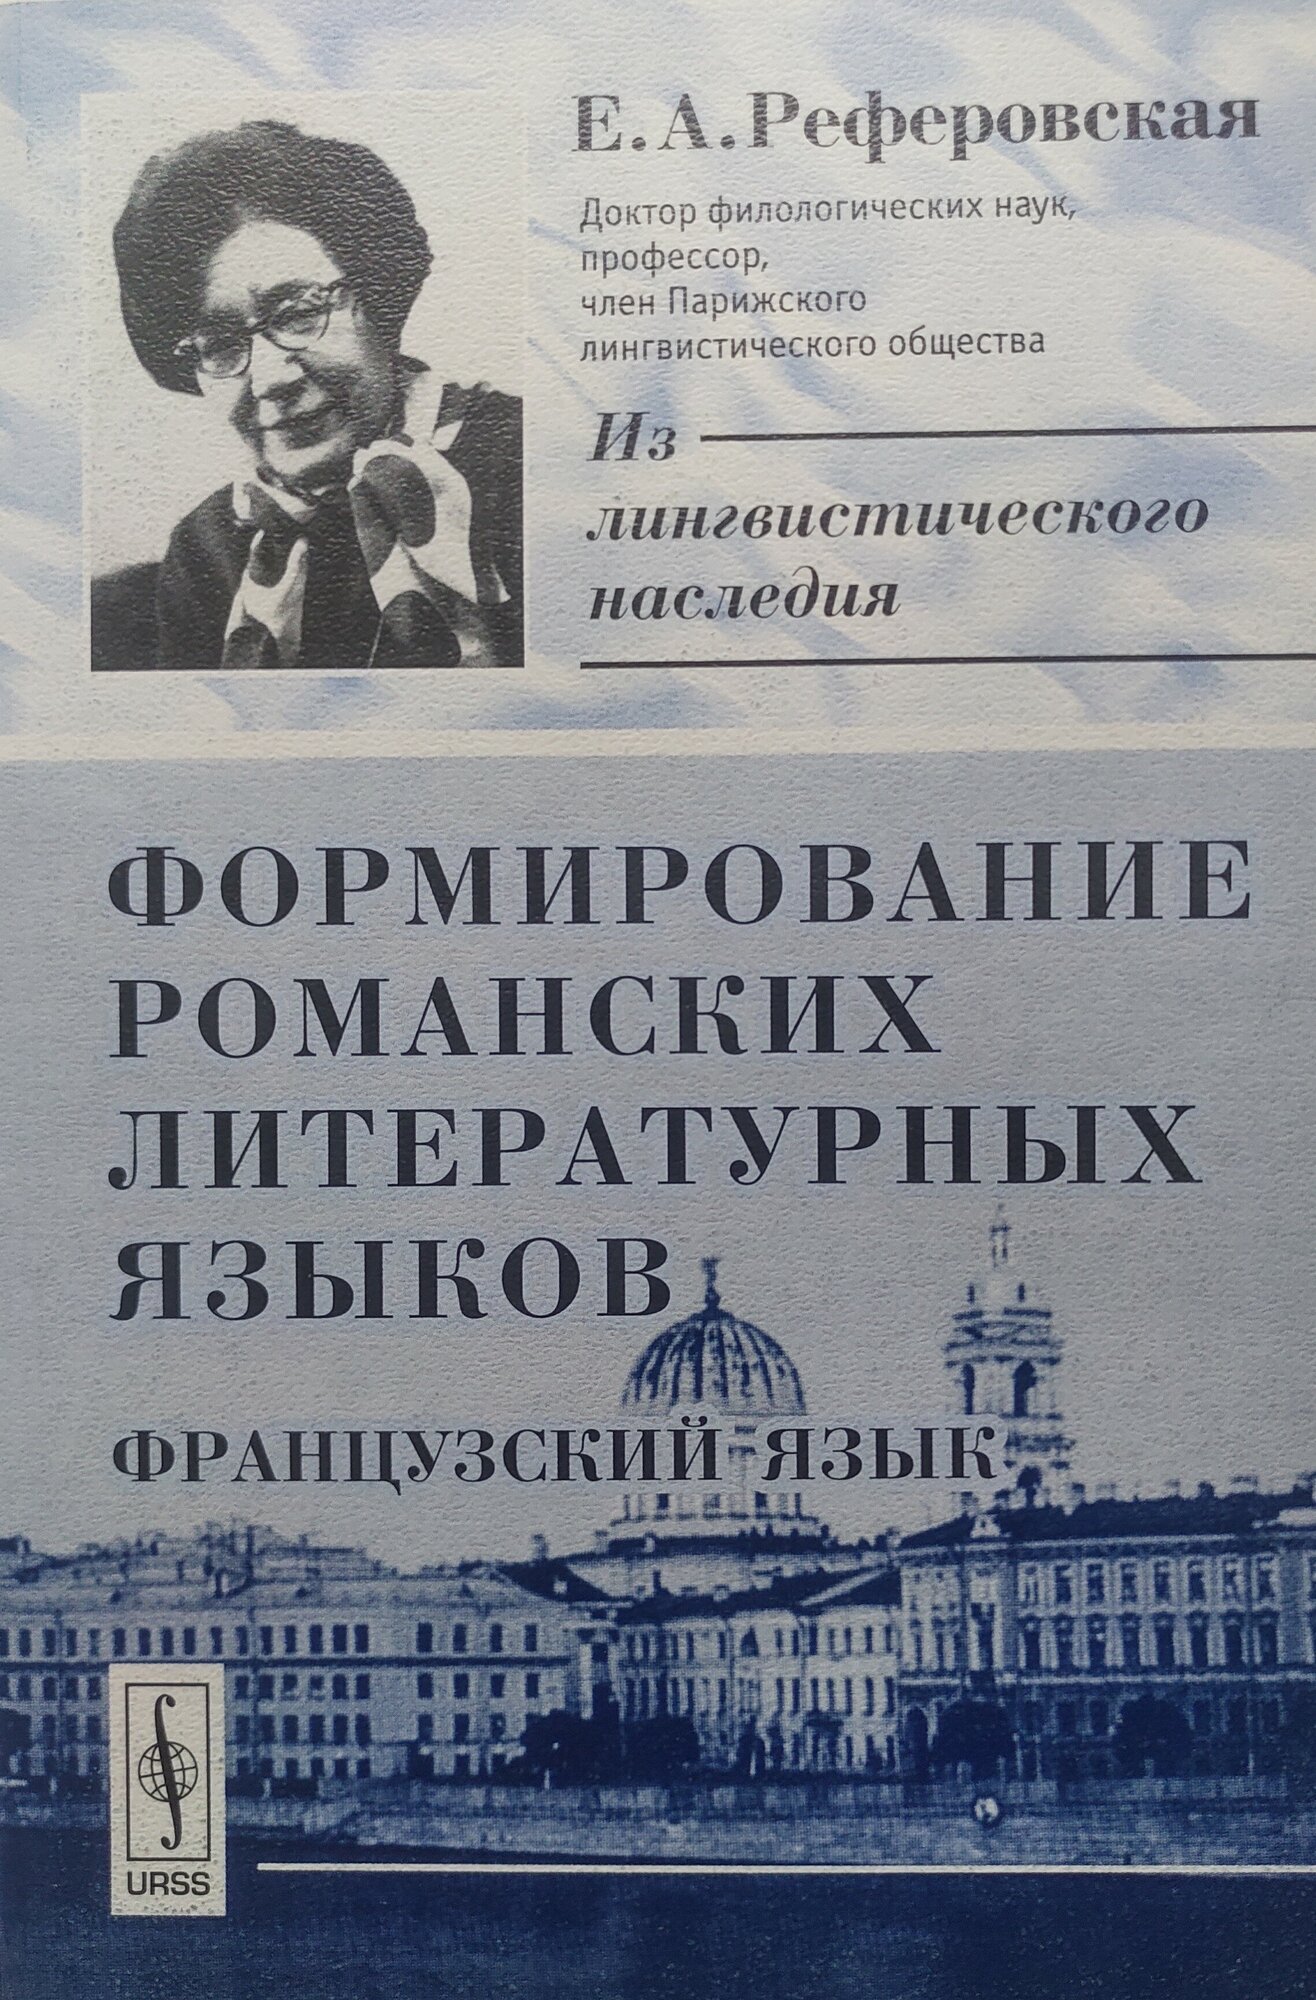 Е. А. Реферовская
Доктор филологических наук,
профессор,
член Парижского
лингвистического общества
Из
лингвистического
наследия
ФОРМИРОВАНИЕ
РОМАНСКИХ
ЛИТЕРАТУРНЫХ
ЯЗЫКОВ
ФРАНЦУЗСКИЙ ЯЗЫК
URSS